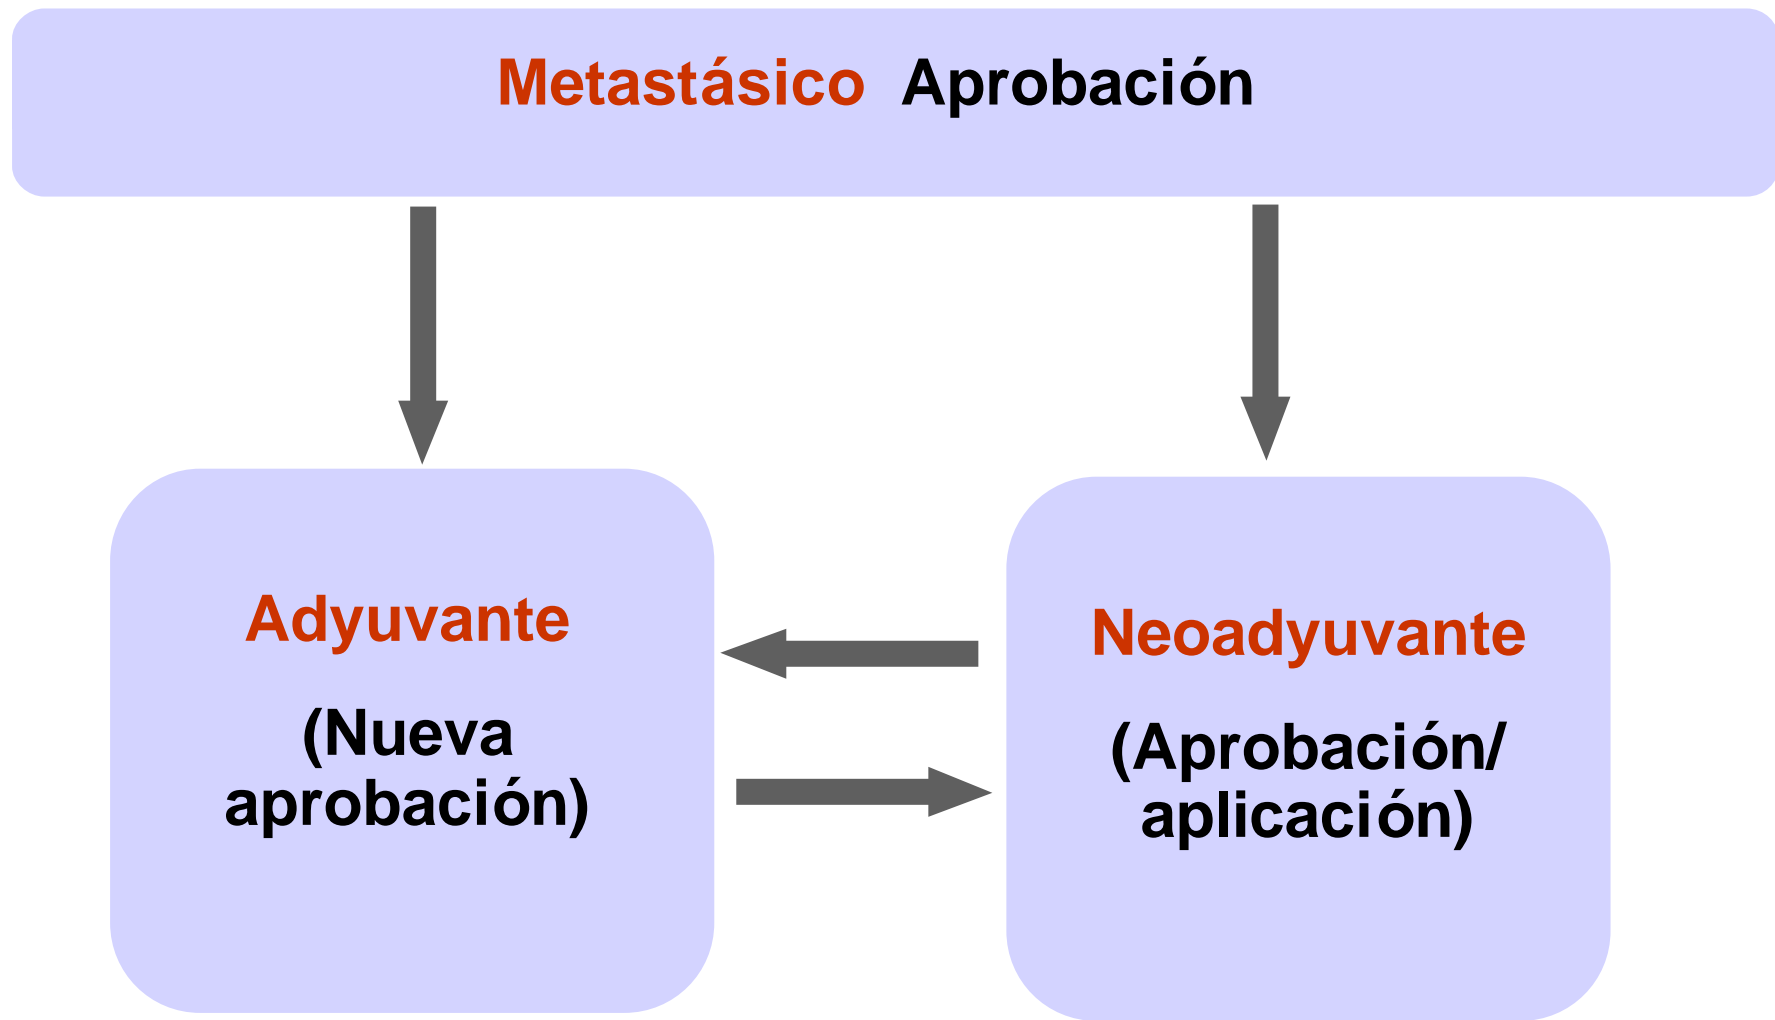 Metastásico Aprobación
Adyuvante
(Nueva
aprobación)
Neoadyuvante
(Aprobación/
aplicación)